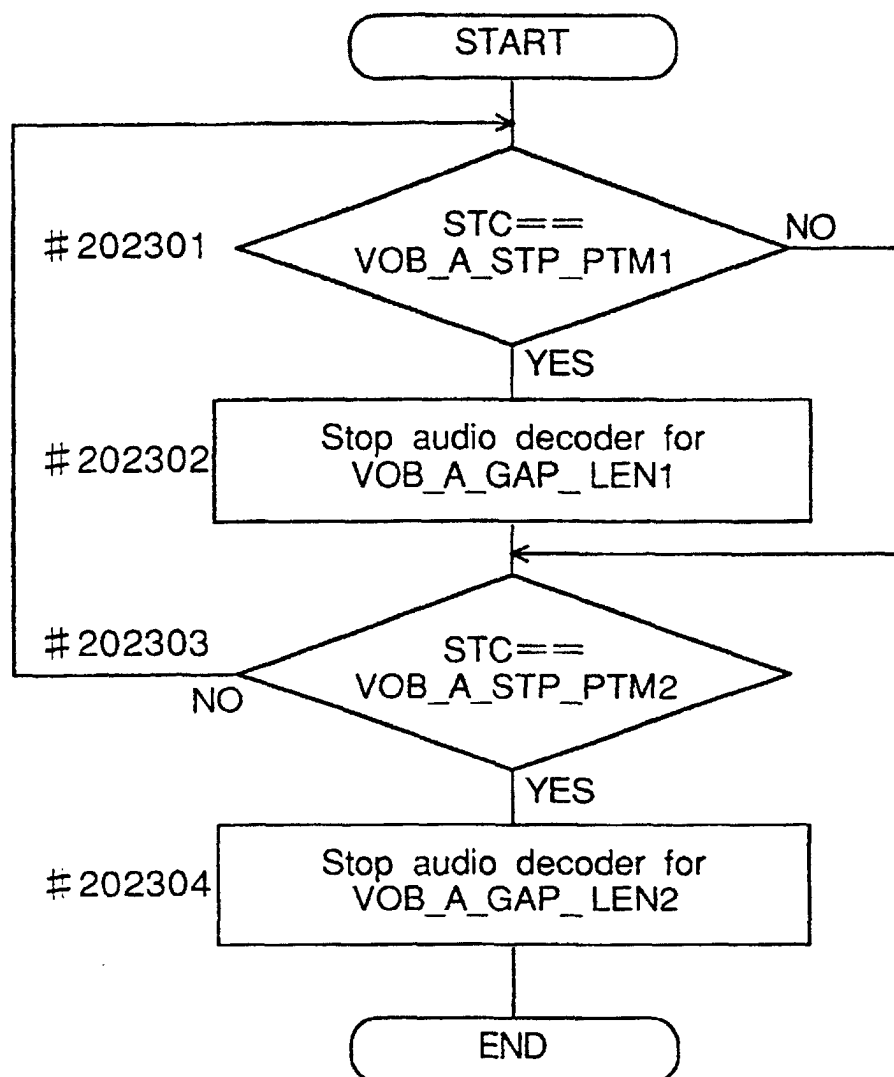 START
STC==
VOB_A_STP_PTM1
NO
#202301
YES
Stop audio decoder for
VOB_A_GAP_ LEN1
#202302
STC==
VOB_A_STP_PTM2
#202303
NO
YES
Stop audio decoder for
VOB_A_GAP_ LEN2
#202304
END